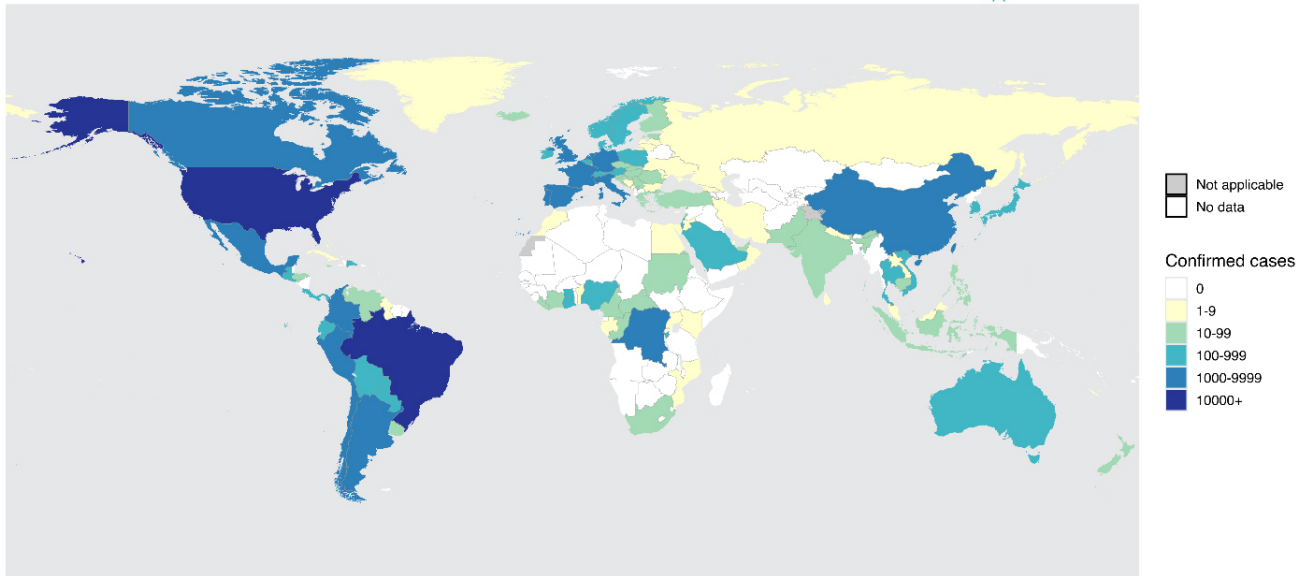 Not applicable
No data
Confirmed cases
0
1-9
10-99
100-999
1000-9999
10000+